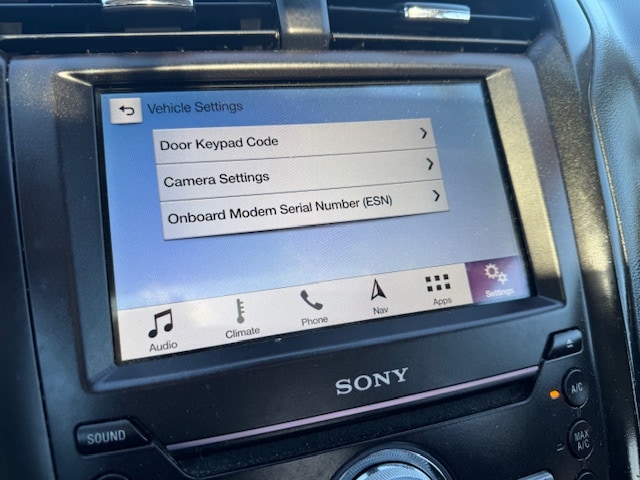 Vehicle Settings
Door Keypad Code
Camera Settings
Onboard Modem Serial Number (ESN)
Audio
Climate
Phone
Nav
Apps
Settings
SONY
SOUND
A/C
MAX A/C